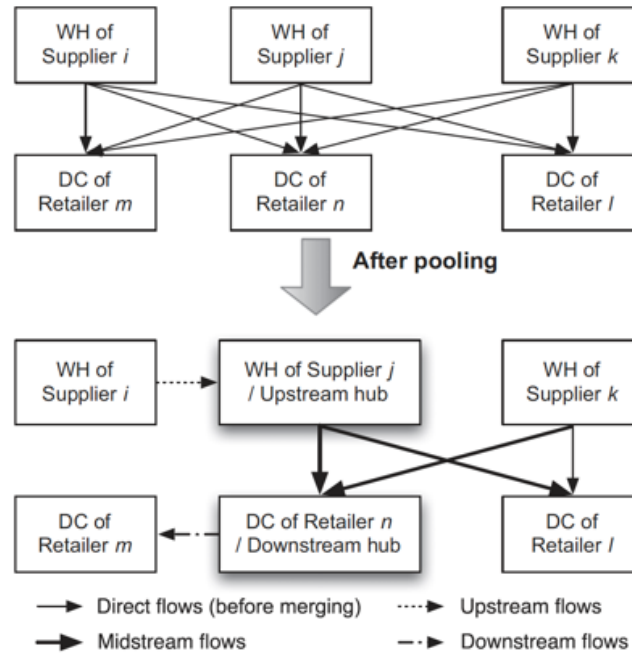 WH of
Supplier i
WH of
Supplier j
WH of
Supplier k
DC of
Retailer m
DC of
Retailer n
DC of
Retailer l
After pooling
WH of
Supplier i
WH of Supplier j
/ Upstream hub
WH of
Supplier k
DC of
Retailer m
DC of Retailer n
/ Downstream hub
DC of
Retailer l
Direct flows (before merging)
Upstream flows
Midstream flows
Downstream flows